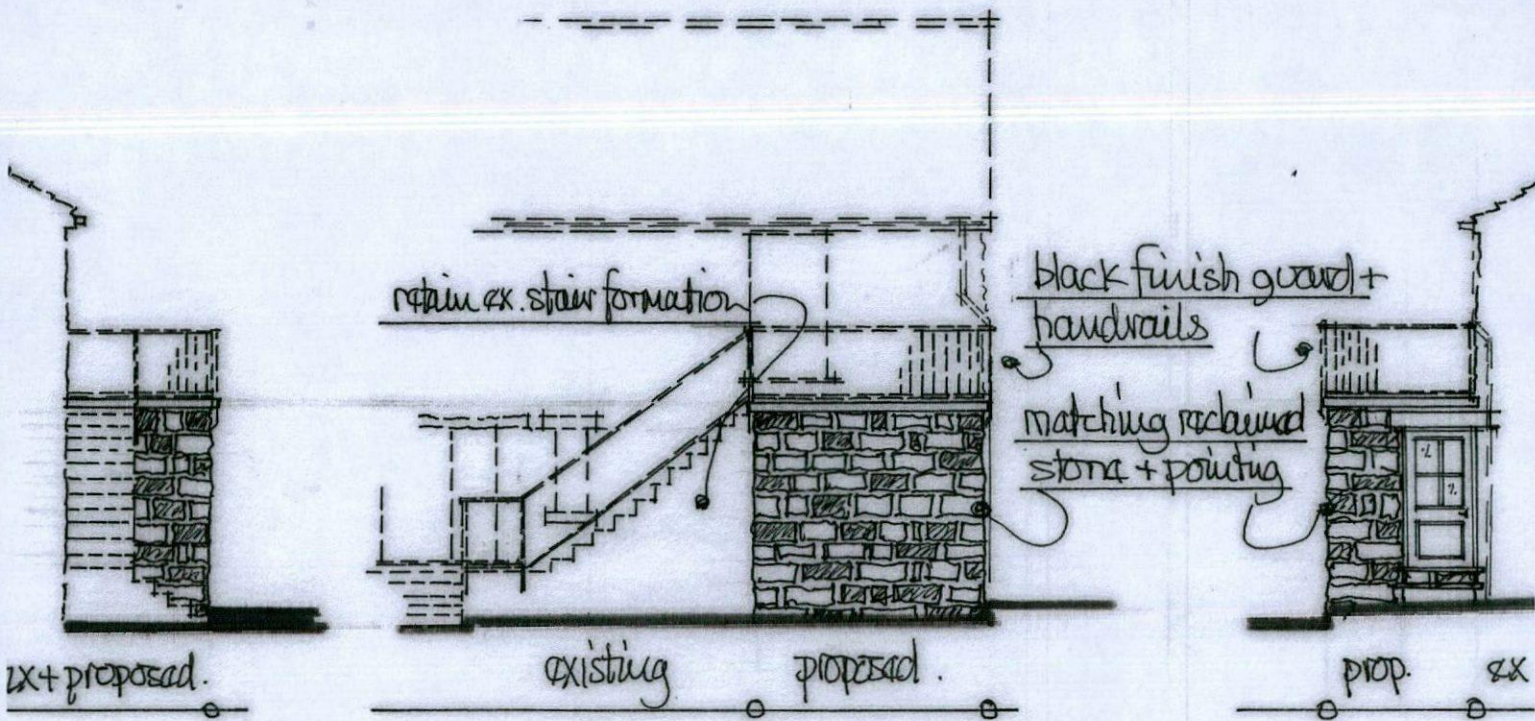 retain ex. stair formation
black finish guard +
handrails
matching reclaimed
stone + pointing
ex + proposed.
existing
proposed.
prop.
ex